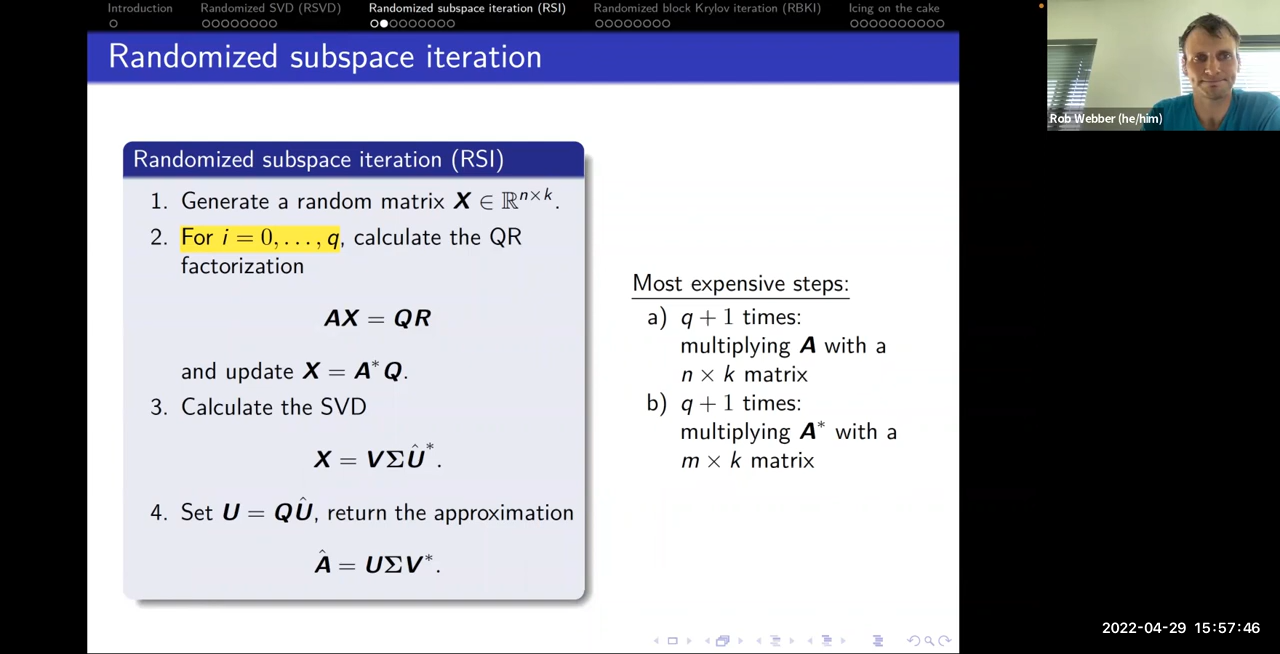 Introduction Randomized SVD (RSVD) Randomized subspace iteration (RSI) Randomized block Krylov iteration (RBKI) Icing on the cake
Randomized subspace iteration
Rob Webber (he/him)
Randomized subspace iteration (RSI)
1. Generate a random matrix X ∈ ℝⁿˣᵏ.
2. For i = 0, . . . , q, calculate the QR
factorization
AX = QR
and update X = A*Q.
3. Calculate the SVD
X = VΣÛ*.
4. Set U = QÛ, return the approximation
Â = UΣV*.
Most expensive steps:
a) q + 1 times:
multiplying A with a
n × k matrix
b) q + 1 times:
multiplying A* with a
m × k matrix
2022-04-29 15:57:46